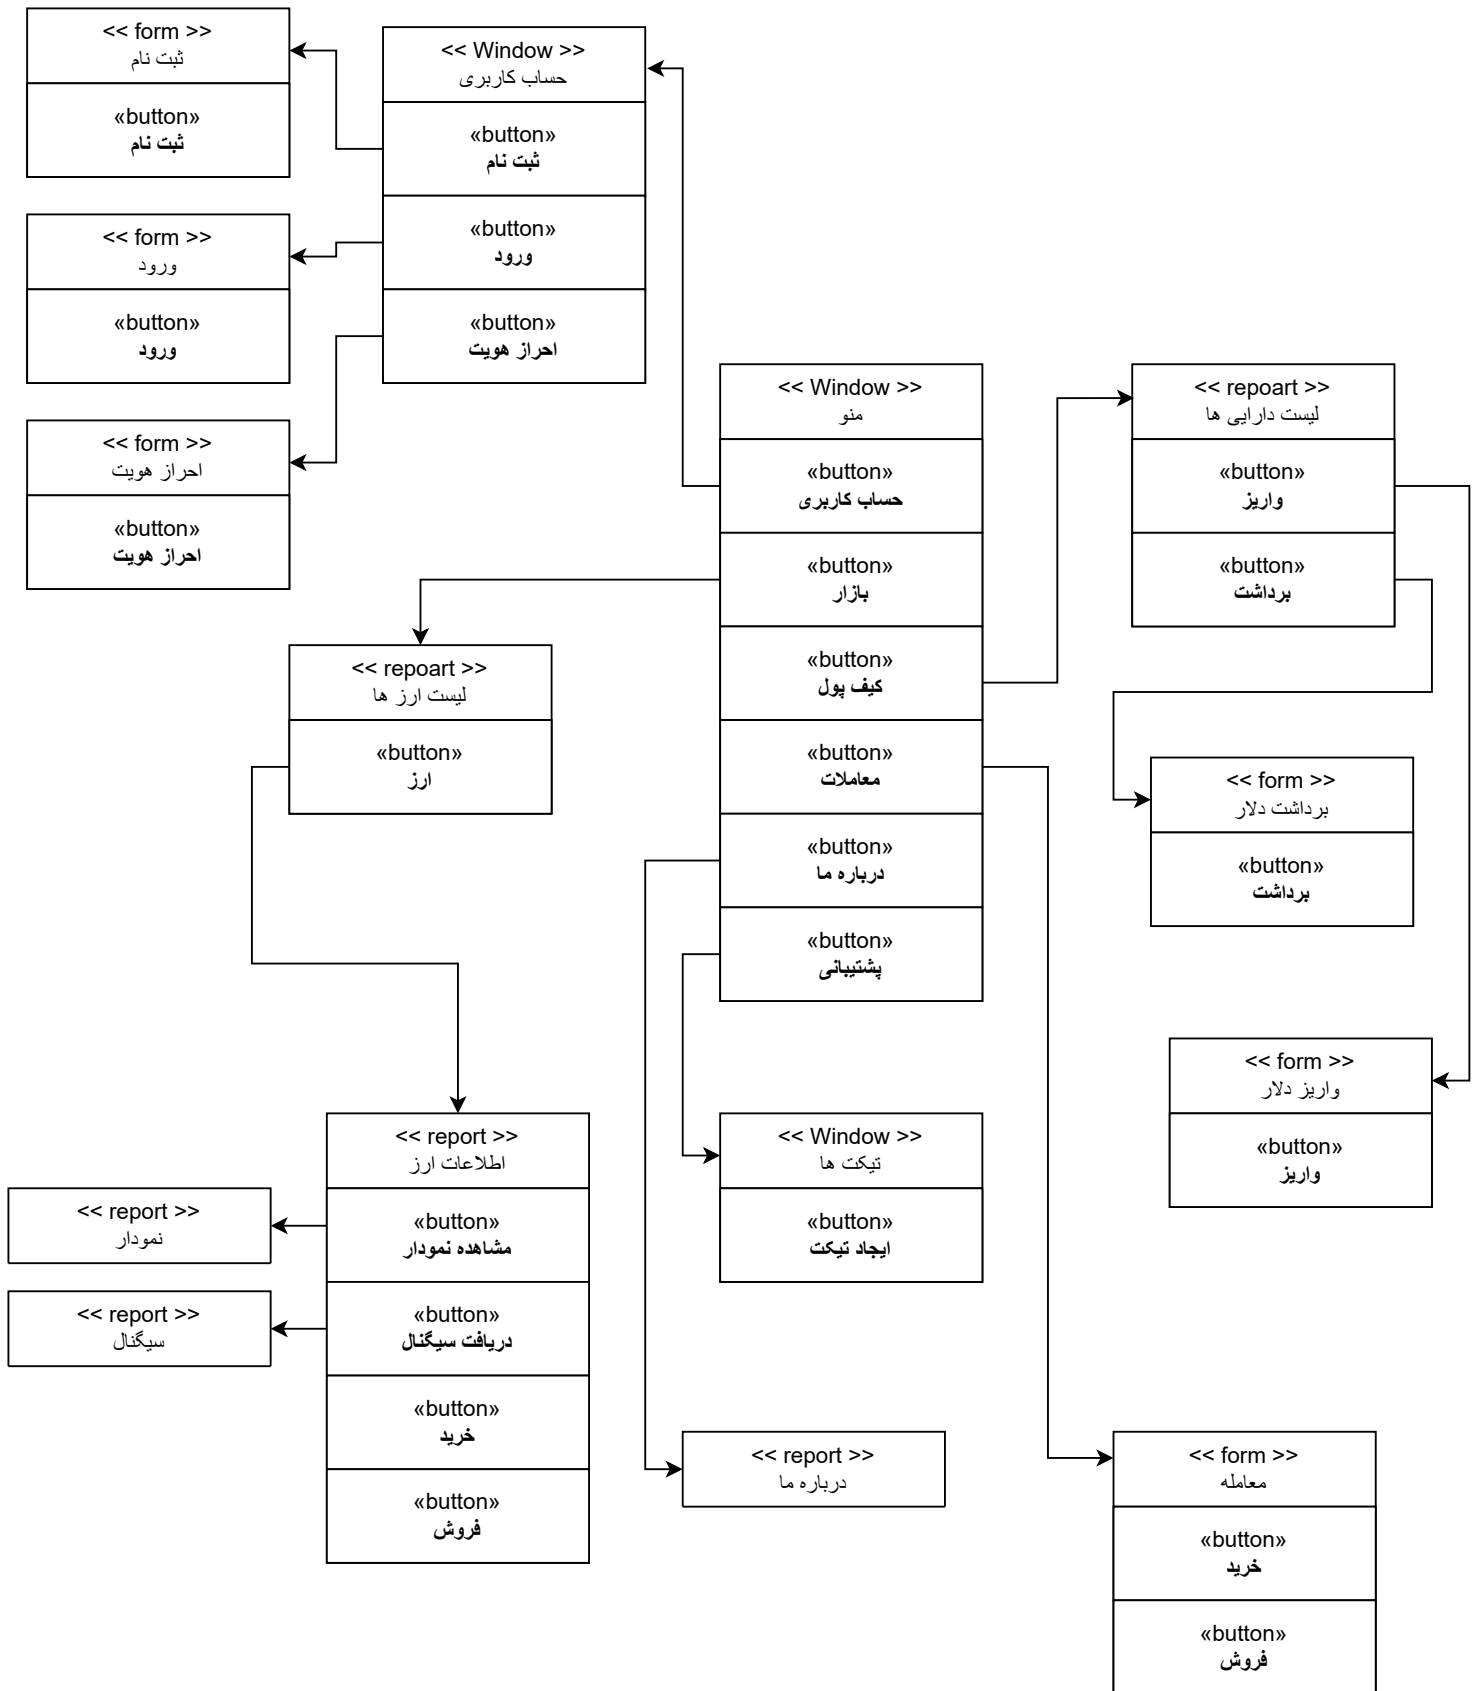 << form >>
ثبت نام
«button»
ثبت نام
<< Window >>
حساب کاربری
«button»
ثبت نام
«button»
ورود
«button»
احراز هویت
<< form >>
ورود
«button»
ورود
<< form >>
احراز هویت
«button»
احراز هویت
<< Window >>
منو
«button»
حساب کاربری
«button»
بازار
«button»
کیف پول
«button»
معاملات
«button»
درباره ما
«button»
پشتیبانی
<< repoart >>
لیست دارایی ها
«button»
واریز
«button»
برداشت
<< repoart >>
لیست ارز ها
«button»
ارز
<< form >>
برداشت دلار
«button»
برداشت
<< form >>
واریز دلار
«button»
واریز
<< report >>
اطلاعات ارز
«button»
مشاهده نمودار
«button»
دریافت سیگنال
«button»
خرید
«button»
فروش
<< Window >>
تیکت ها
«button»
ایجاد تیکت
<< report >>
نمودار
<< report >>
سیگنال
<< report >>
درباره ما
<< form >>
معامله
«button»
خرید
«button»
فروش